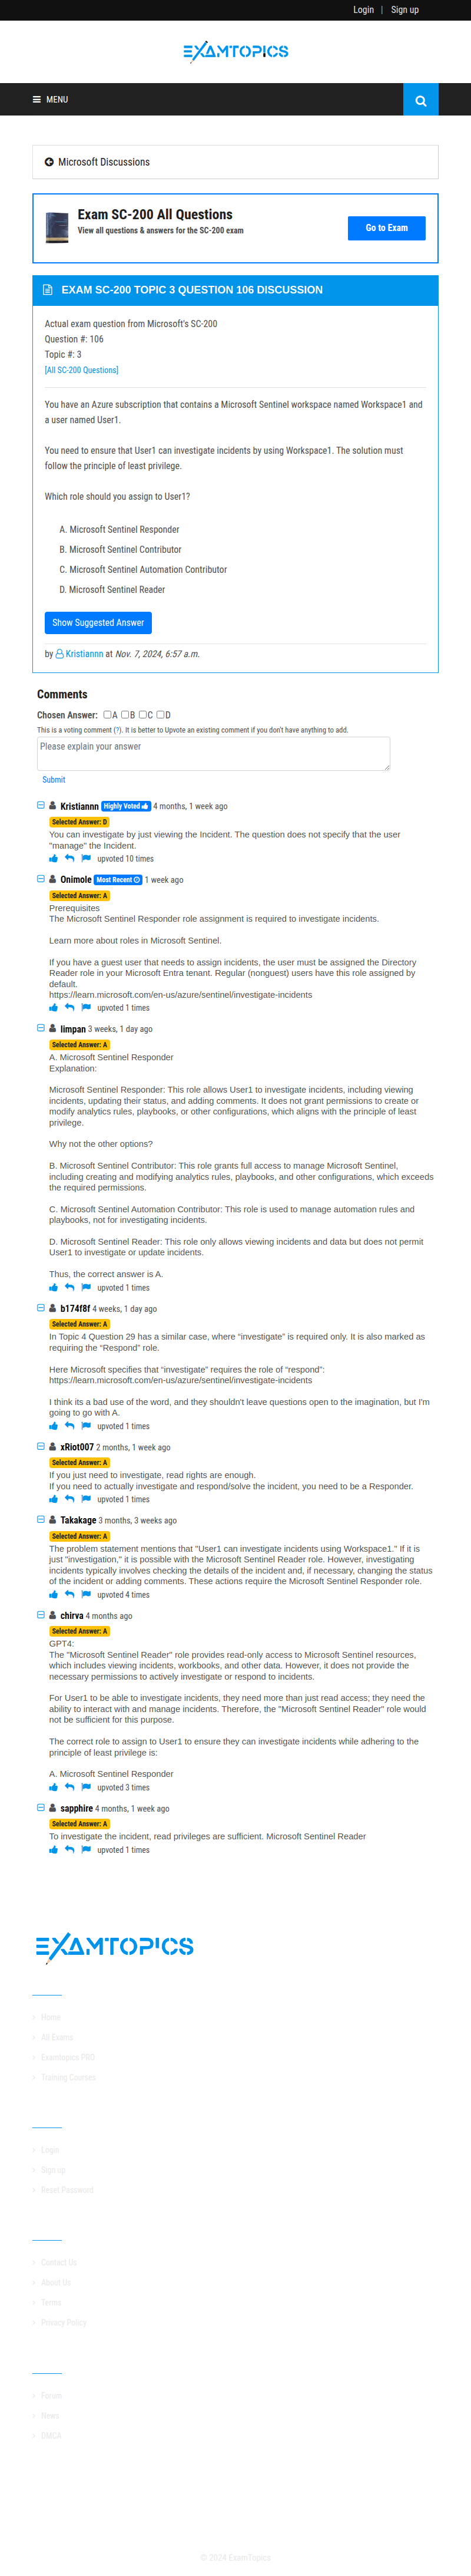 Login | Sign up
EXAMTOPICS
MENU
Microsoft Discussions
Exam SC-200 All Questions
View all questions & answers for the SC-200 exam
Go to Exam
EXAM SC-200 TOPIC 3 QUESTION 106 DISCUSSION
Actual exam question from Microsoft's SC-200
Question #: 106
Topic #: 3
[All SC-200 Questions]
You have an Azure subscription that contains a Microsoft Sentinel workspace named Workspace1 and
a user named User1.
You need to ensure that User1 can investigate incidents by using Workspace1. The solution must
follow the principle of least privilege.
Which role should you assign to User1?
A. Microsoft Sentinel Responder
B. Microsoft Sentinel Contributor
C. Microsoft Sentinel Automation Contributor
D. Microsoft Sentinel Reader
Show Suggested Answer
by Kristiannn at Nov. 7, 2024, 6:57 a.m.
Comments
Chosen Answer: A B C D
This is a voting comment (?). It is better to Upvote an existing comment if you don't have anything to add.
Please explain your answer
Submit
Kristiannn Highly Voted 4 months, 1 week ago
Selected Answer: D
You can investigate by just viewing the Incident. The question does not specify that the user
"manage" the Incident.
upvoted 10 times
Onimole Most Recent 1 week ago
Selected Answer: A
Prerequisites
The Microsoft Sentinel Responder role assignment is required to investigate incidents.
Learn more about roles in Microsoft Sentinel.
If you have a guest user that needs to assign incidents, the user must be assigned the Directory
Reader role in your Microsoft Entra tenant. Regular (nonguest) users have this role assigned by
default.
https://learn.microsoft.com/en-us/azure/sentinel/investigate-incidents
upvoted 1 times
limpan 3 weeks, 1 day ago
Selected Answer: A
A. Microsoft Sentinel Responder
Explanation:
Microsoft Sentinel Responder: This role allows User1 to investigate incidents, including viewing
incidents, updating their status, and adding comments. It does not grant permissions to create or
modify analytics rules, playbooks, or other configurations, which aligns with the principle of least
privilege.
Why not the other options?
B. Microsoft Sentinel Contributor: This role grants full access to manage Microsoft Sentinel,
including creating and modifying analytics rules, playbooks, and other configurations, which exceeds
the required permissions.
C. Microsoft Sentinel Automation Contributor: This role is used to manage automation rules and
playbooks, not for investigating incidents.
D. Microsoft Sentinel Reader: This role only allows viewing incidents and data but does not permit
User1 to investigate or update incidents.
Thus, the correct answer is A.
upvoted 1 times
b174f8f 4 weeks, 1 day ago
Selected Answer: A
In Topic 4 Question 29 has a similar case, where “investigate” is required only. It is also marked as
requiring the “Respond” role.
Here Microsoft specifies that “investigate” requires the role of “respond”:
https://learn.microsoft.com/en-us/azure/sentinel/investigate-incidents
I think its a bad use of the word, and they shouldn't leave questions open to the imagination, but I'm
going to go with A.
upvoted 1 times
xRiot007 2 months, 1 week ago
Selected Answer: A
If you just need to investigate, read rights are enough.
If you need to actually investigate and respond/solve the incident, you need to be a Responder.
upvoted 1 times
Takakage 3 months, 3 weeks ago
Selected Answer: A
The problem statement mentions that "User1 can investigate incidents using Workspace1." If it is
just "investigation," it is possible with the Microsoft Sentinel Reader role. However, investigating
incidents typically involves checking the details of the incident and, if necessary, changing the status
of the incident or adding comments. These actions require the Microsoft Sentinel Responder role.
upvoted 4 times
chirva 4 months ago
Selected Answer: A
GPT4:
The "Microsoft Sentinel Reader" role provides read-only access to Microsoft Sentinel resources,
which includes viewing incidents, workbooks, and other data. However, it does not provide the
necessary permissions to actively investigate or respond to incidents.
For User1 to be able to investigate incidents, they need more than just read access; they need the
ability to interact with and manage incidents. Therefore, the "Microsoft Sentinel Reader" role would
not be sufficient for this purpose.
The correct role to assign to User1 to ensure they can investigate incidents while adhering to the
principle of least privilege is:
A. Microsoft Sentinel Responder
upvoted 3 times
sapphire 4 months, 1 week ago
Selected Answer: A
To investigate the incident, read privileges are sufficient. Microsoft Sentinel Reader
upvoted 1 times
EXAMTOPICS
Home
All Exams
Examtopics PRO
Training Courses
Login
Sign up
Reset Password
Contact Us
About Us
Terms
Privacy Policy
Forum
News
DMCA
© 2024 ExamTopics